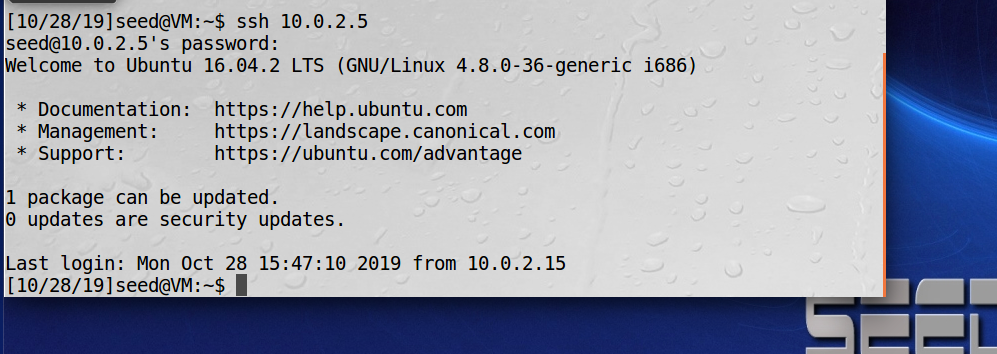 [10/28/19]seed@VM:~$ ssh 10.0.2.5
seed@10.0.2.5's password:
Welcome to Ubuntu 16.04.2 LTS (GNU/Linux 4.8.0-36-generic i686)
 * Documentation:  https://help.ubuntu.com
 * Management:     https://landscape.canonical.com
 * Support:        https://ubuntu.com/advantage
1 package can be updated.
0 updates are security updates.
Last login: Mon Oct 28 15:47:10 2019 from 10.0.2.15
[10/28/19]seed@VM:~$